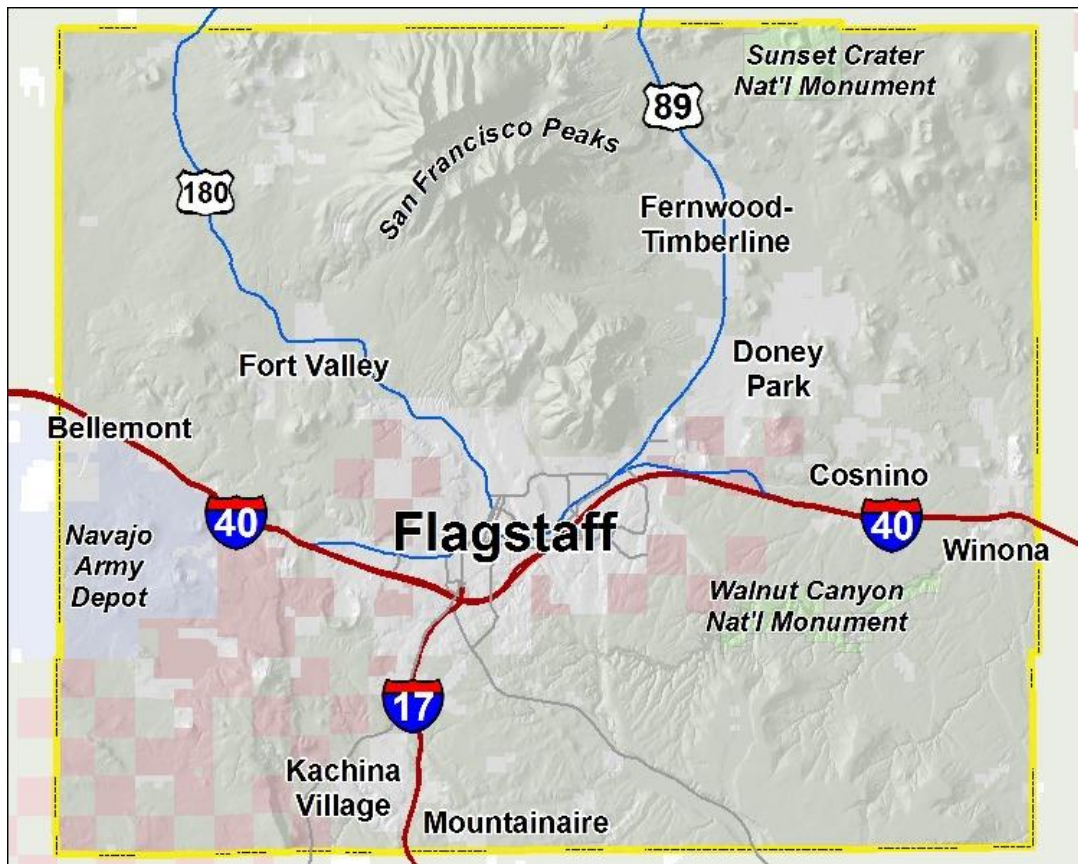 Sunset Crater
Nat'l Monument
89
San Francisco Peaks
180
Fernwood-
Timberline
Doney
Park
Fort Valley
Bellemont
Cosnino
40
Flagstaff
40
Navajo
Army
Depot
Winona
Walnut Canyon
Nat'l Monument
17
Kachina
Village
Mountainaire